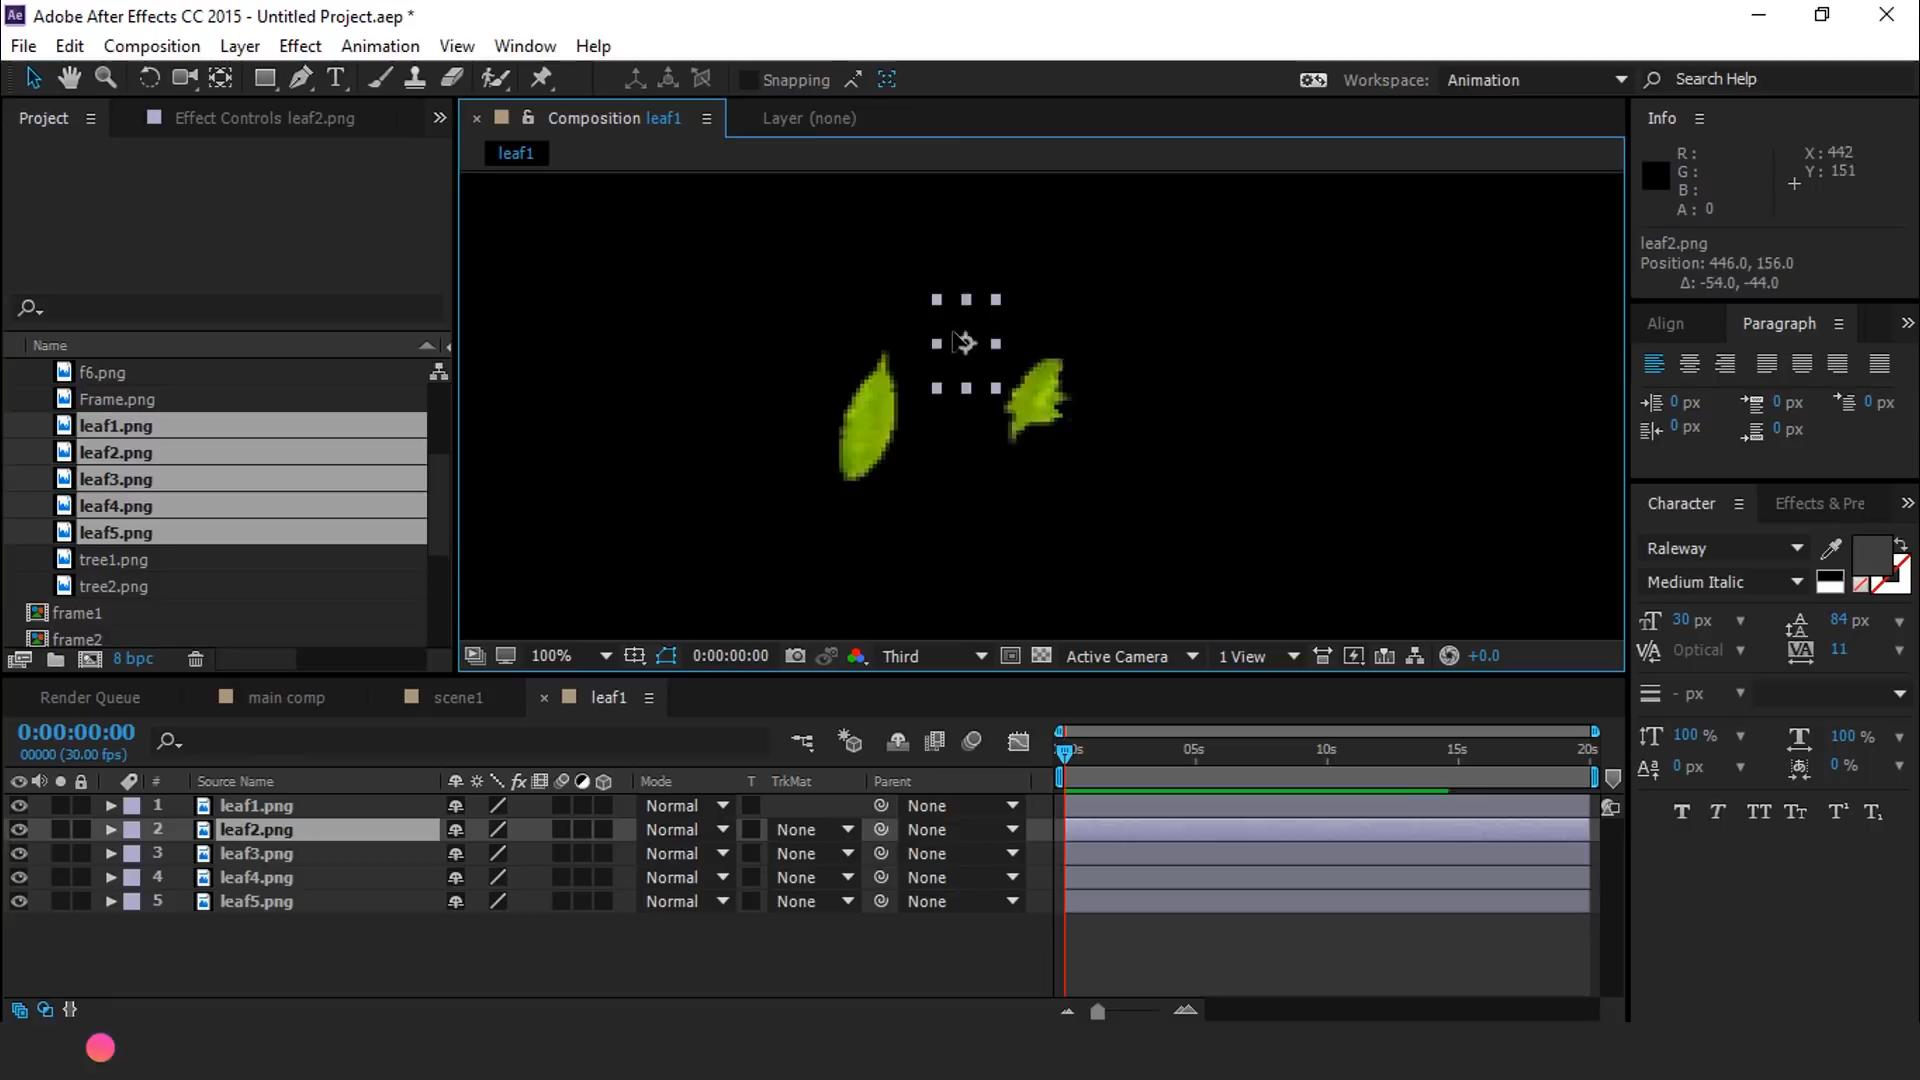 Ae Adobe After Effects CC 2015 - Untitled Project.aep *
File Edit Composition Layer Effect Animation View Window Help
Snapping
Workspace: Animation
Search Help
Project
Effect Controls leaf2.png
Composition leaf1
Layer (none)
leaf1
Name
f6.png
Frame.png
leaf1.png
leaf2.png
leaf3.png
leaf4.png
leaf5.png
tree1.png
tree2.png
frame1
frame2
8 bpc
100%
0:00:00:00
Third
Active Camera
1 View
+0.0
Info
R:
G:
B:
A: 0
X: 442
Y: 151
leaf2.png
Position: 446.0, 156.0
Δ: -54.0, -44.0
Align
Paragraph
0 px 0 px 0 px
0 px 0 px
Character
Effects & Pre
Raleway
Medium Italic
30 px 84 px
Optical 11
- px
100 % 100 %
0 px 0 %
T T TT Tт T¹ T₁
Render Queue
main comp
scene1
leaf1
0:00:00:00
00000 (30.00 fps)
05s 10s 15s 20s
# Source Name Mode T TrkMat Parent
1 leaf1.png Normal None
2 leaf2.png Normal None None
3 leaf3.png Normal None None
4 leaf4.png Normal None None
5 leaf5.png Normal None None